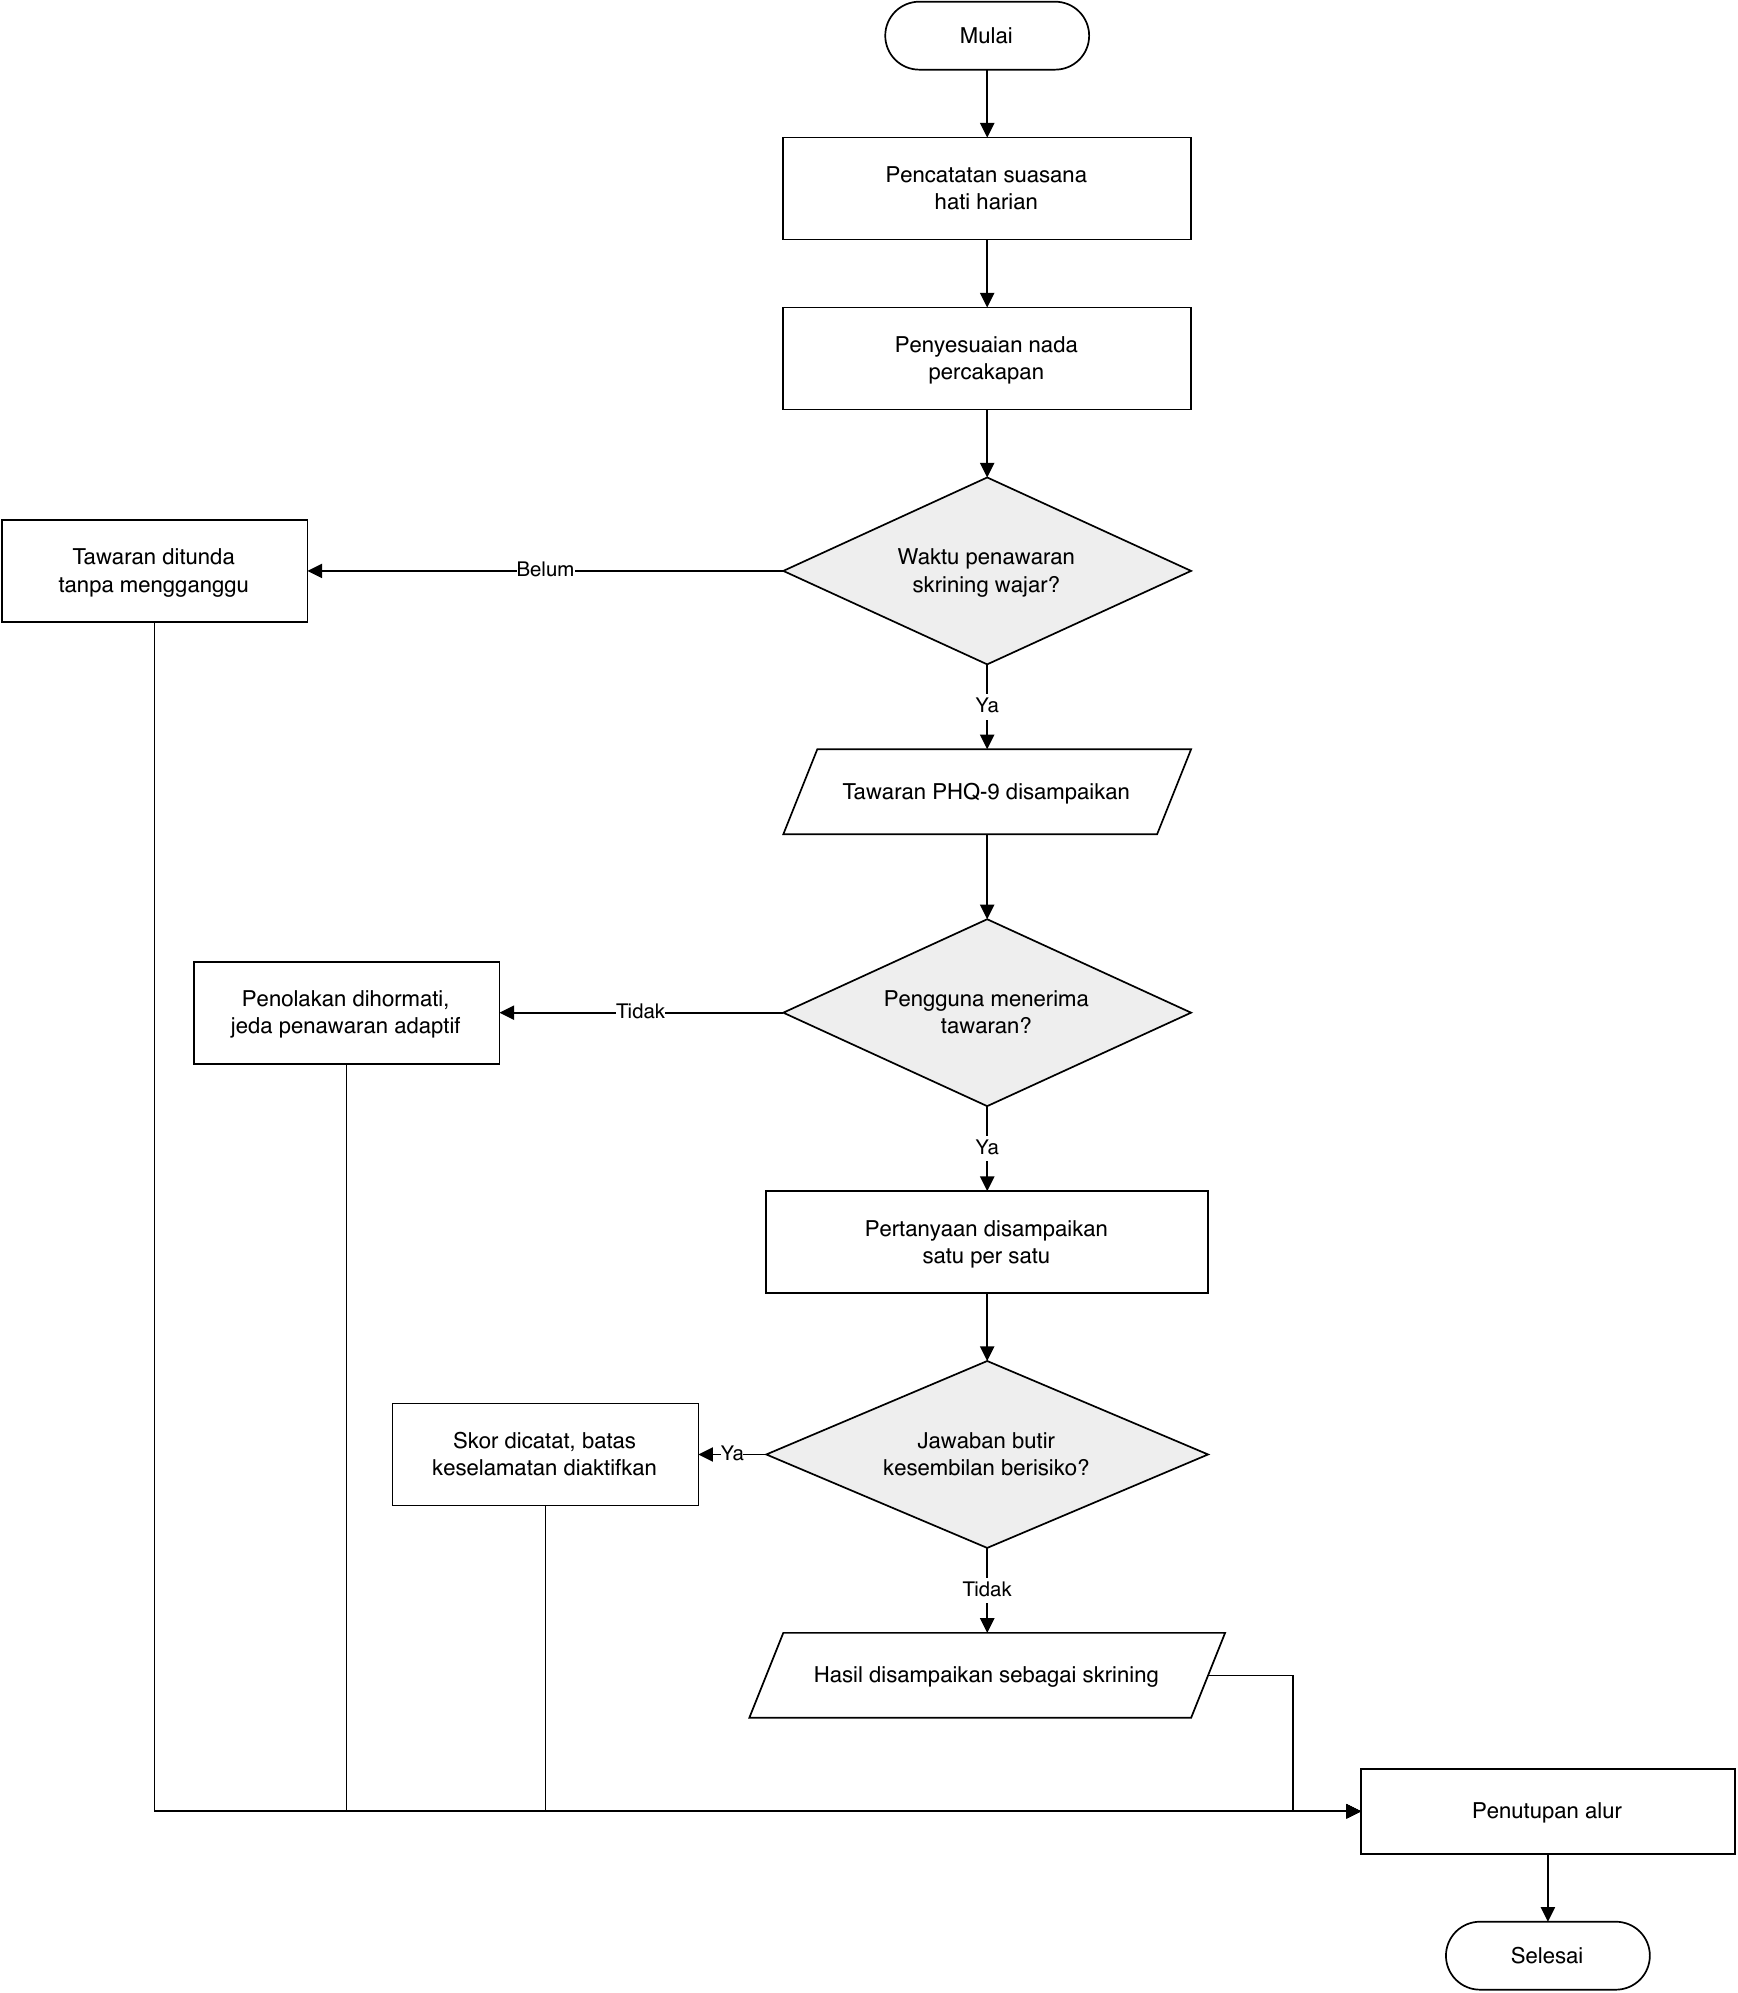 Mulai
Pencatatan suasana
hati harian
Penyesuaian nada
percakapan
Waktu penawaran
skrining wajar?
Belum
Tawaran ditunda
tanpa mengganggu
Ya
Tawaran PHQ-9 disampaikan
Pengguna menerima
tawaran?
Tidak
Penolakan dihormati,
jeda penawaran adaptif
Ya
Pertanyaan disampaikan
satu per satu
Jawaban butir
kesembilan berisiko?
Ya
Skor dicatat, batas
keselamatan diaktifkan
Tidak
Hasil disampaikan sebagai skrining
Penutupan alur
Selesai